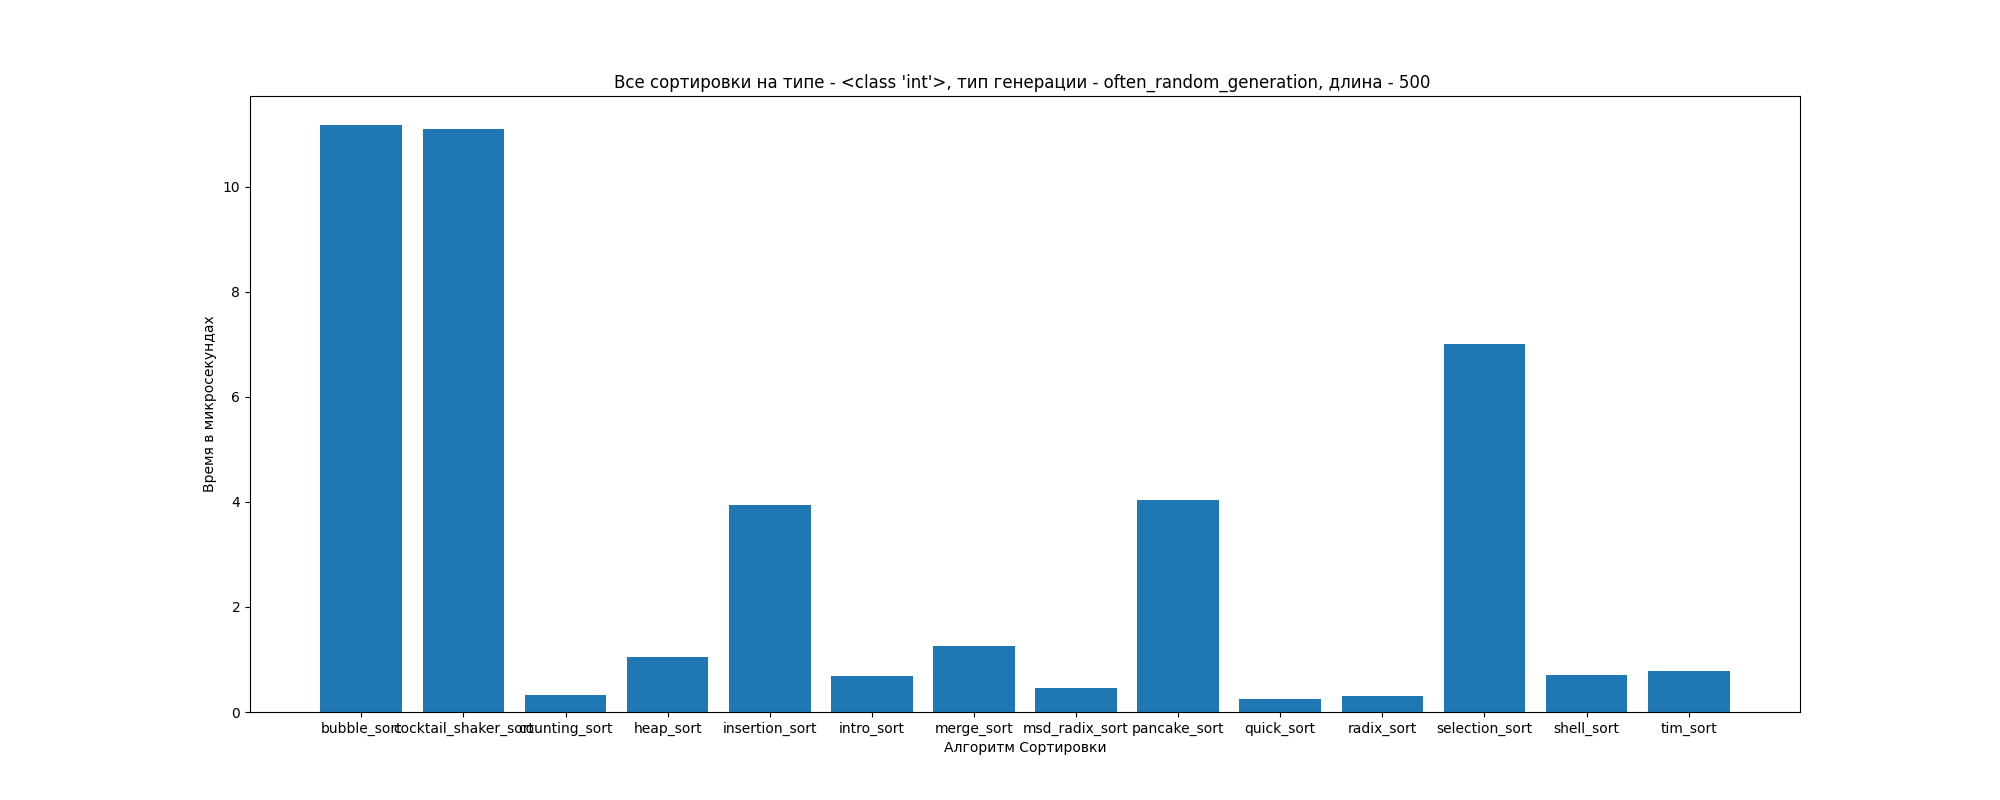 Все сортировки на типе - <class 'int'>, тип генерации - often_random_generation, длина - 500
Время в микросекундах
10
8
6
4
2
0
bubble_sort cocktail_shaker_sort counting_sort heap_sort insertion_sort intro_sort merge_sort msd_radix_sort pancake_sort quick_sort radix_sort selection_sort shell_sort tim_sort
Алгоритм Сортировки